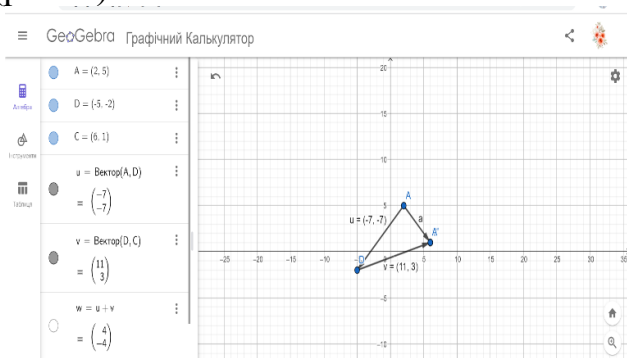 GeoGebra Графічний Калькулятор
A = (2, 5)
D = (-5, -2)
C = (6, 1)
u = Вектор(A, D)
= (-7
-7)
v = Вектор(D, C)
= (11
3)
w = u + v
= (4
-4)
Алгебра
Інструменти
Таблиця
20
15
10
5
-5
-10
-25
-20
-15
-10
5
10
15
20
25
30
35
A
a
A'
D
u = (-7, -7)
v = (11, 3)